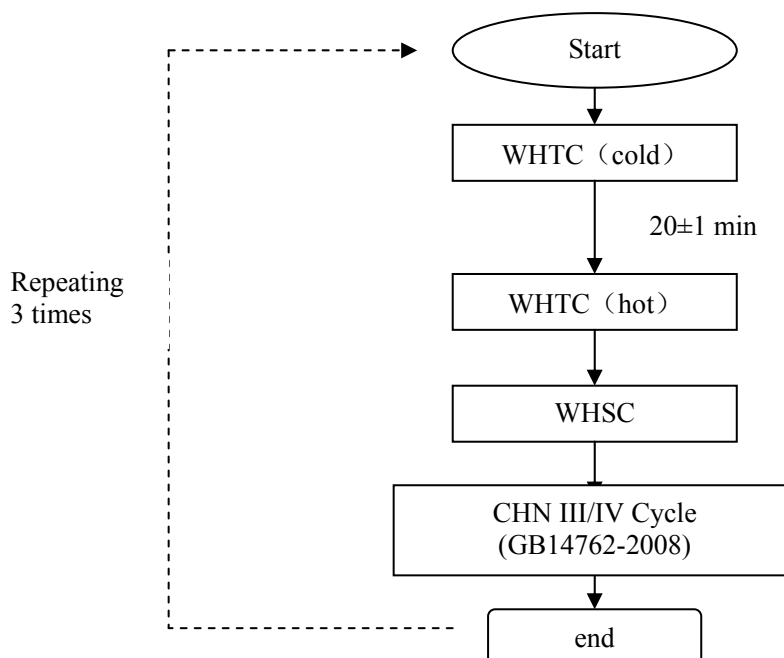 Start
WHTC（cold）
20±1 min
Repeating
3 times
WHTC（hot）
WHSC
CHN III/IV Cycle
(GB14762-2008)
end